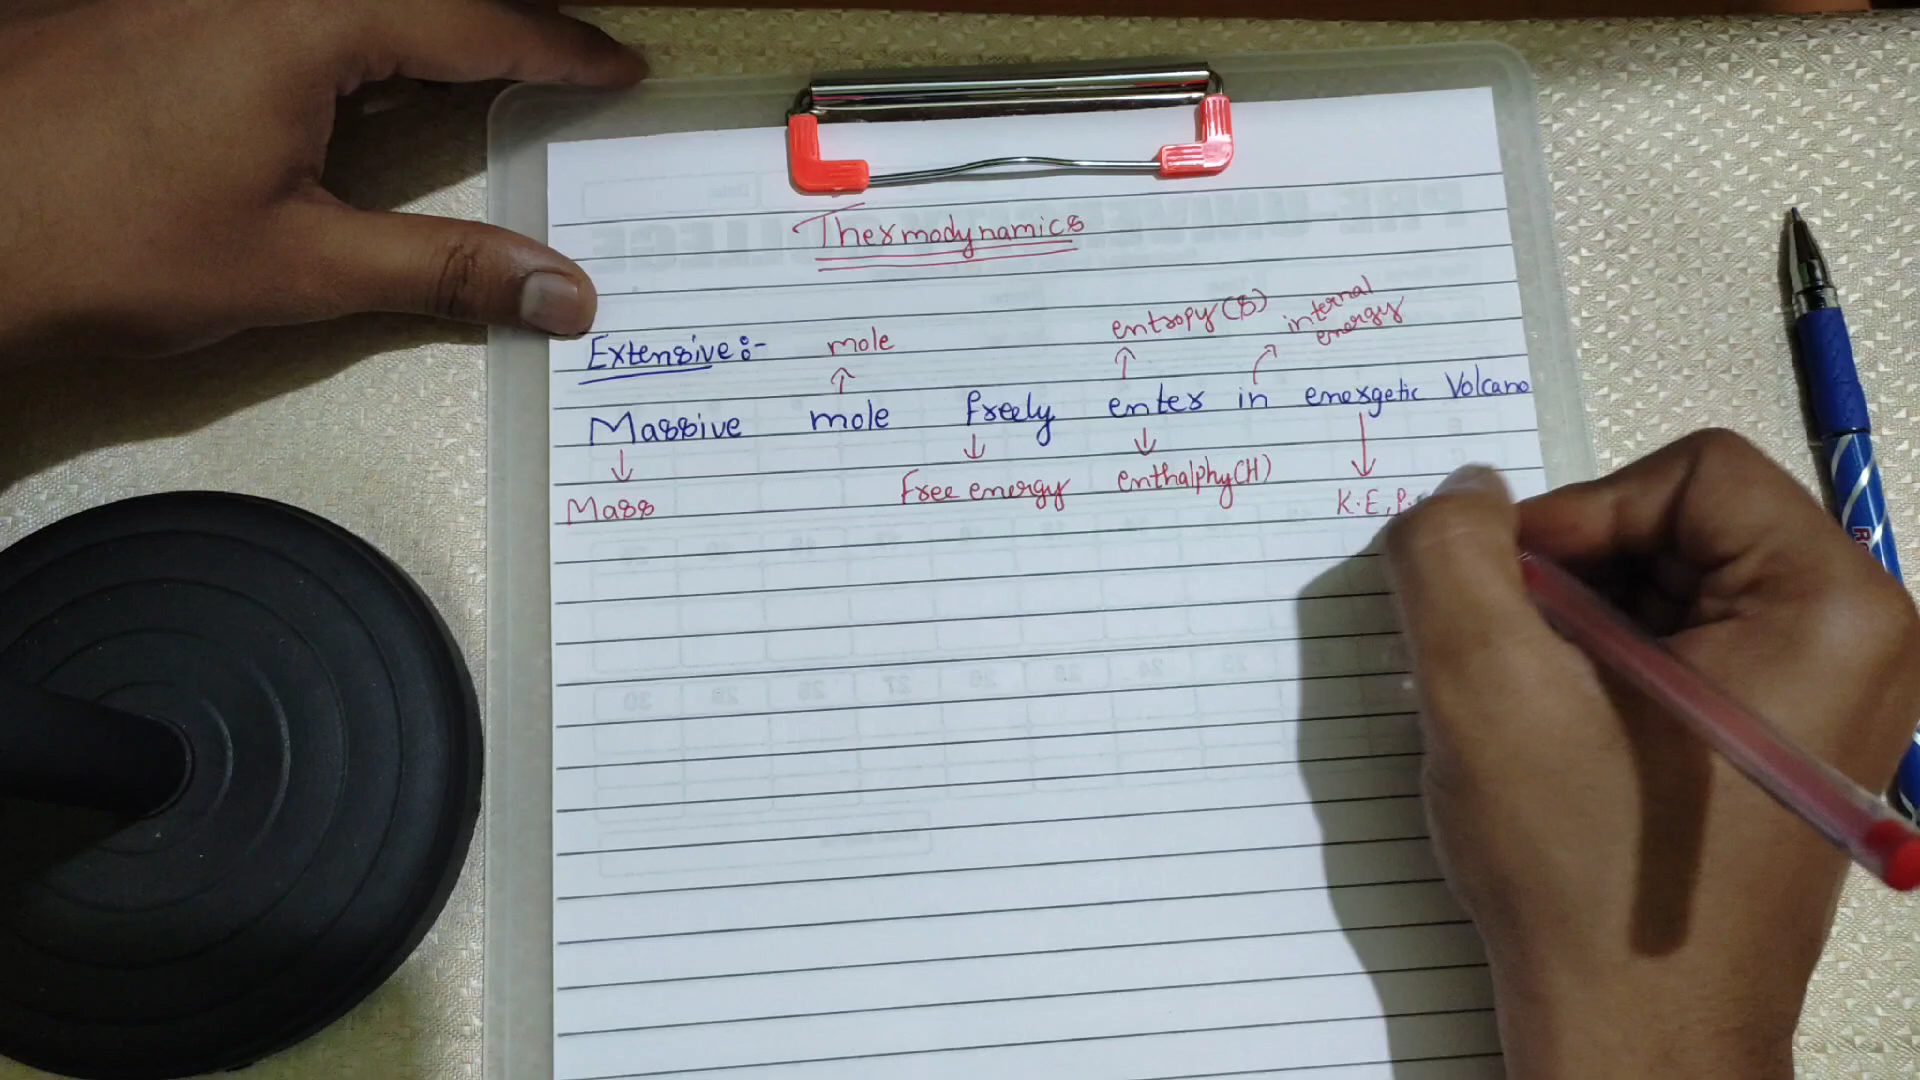 Thermodynamics
Extensive:-
mole
entropy(S)
internal
energy
Massive mole freely enter in energetic Volcano
Mass
Free energy
enthalphy(H)
K.E, P.